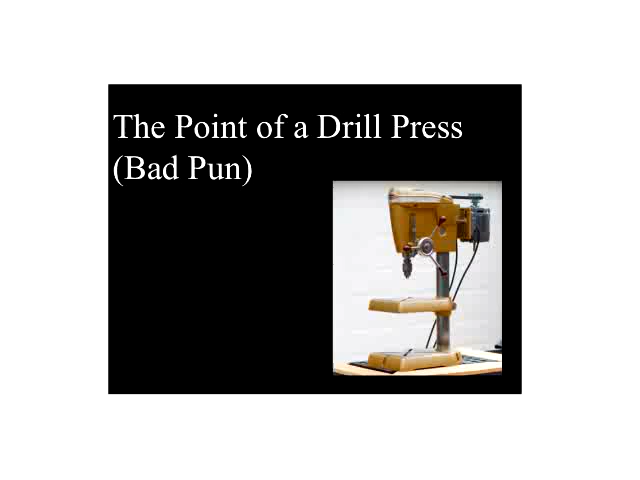 The Point of a Drill Press
(Bad Pun)